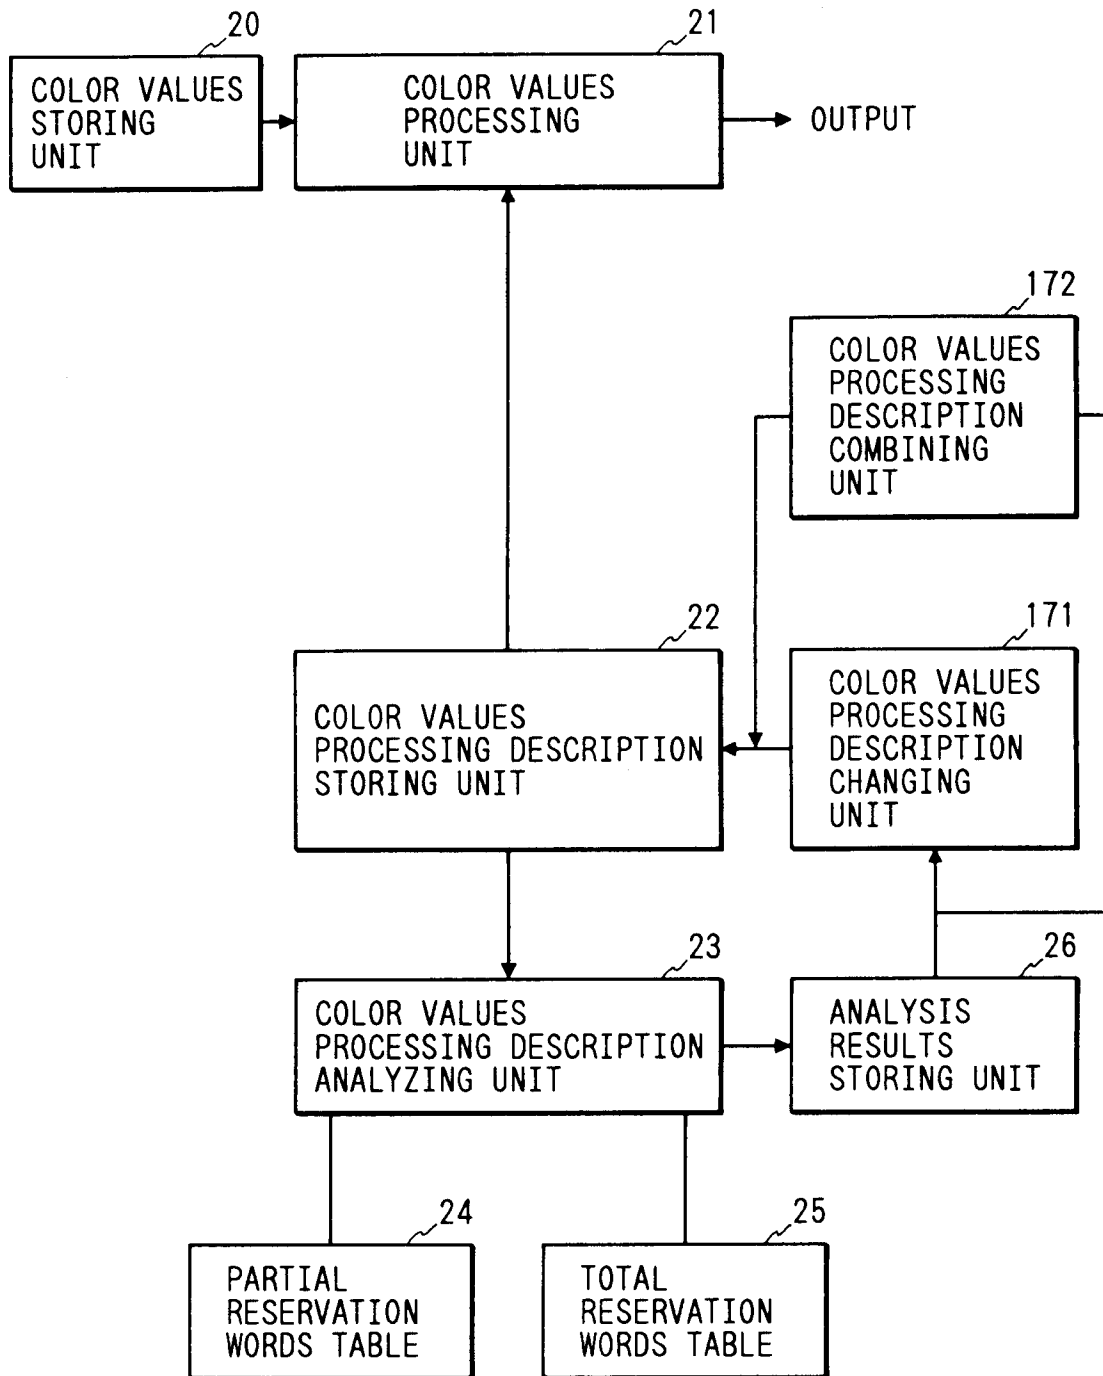 20
COLOR VALUES
STORING
UNIT
21
COLOR VALUES
PROCESSING
UNIT
OUTPUT
172
COLOR VALUES
PROCESSING
DESCRIPTION
COMBINING
UNIT
22
COLOR VALUES
PROCESSING DESCRIPTION
STORING UNIT
171
COLOR VALUES
PROCESSING
DESCRIPTION
CHANGING
UNIT
23
COLOR VALUES
PROCESSING DESCRIPTION
ANALYZING UNIT
26
ANALYSIS
RESULTS
STORING UNIT
24
PARTIAL
RESERVATION
WORDS TABLE
25
TOTAL
RESERVATION
WORDS TABLE